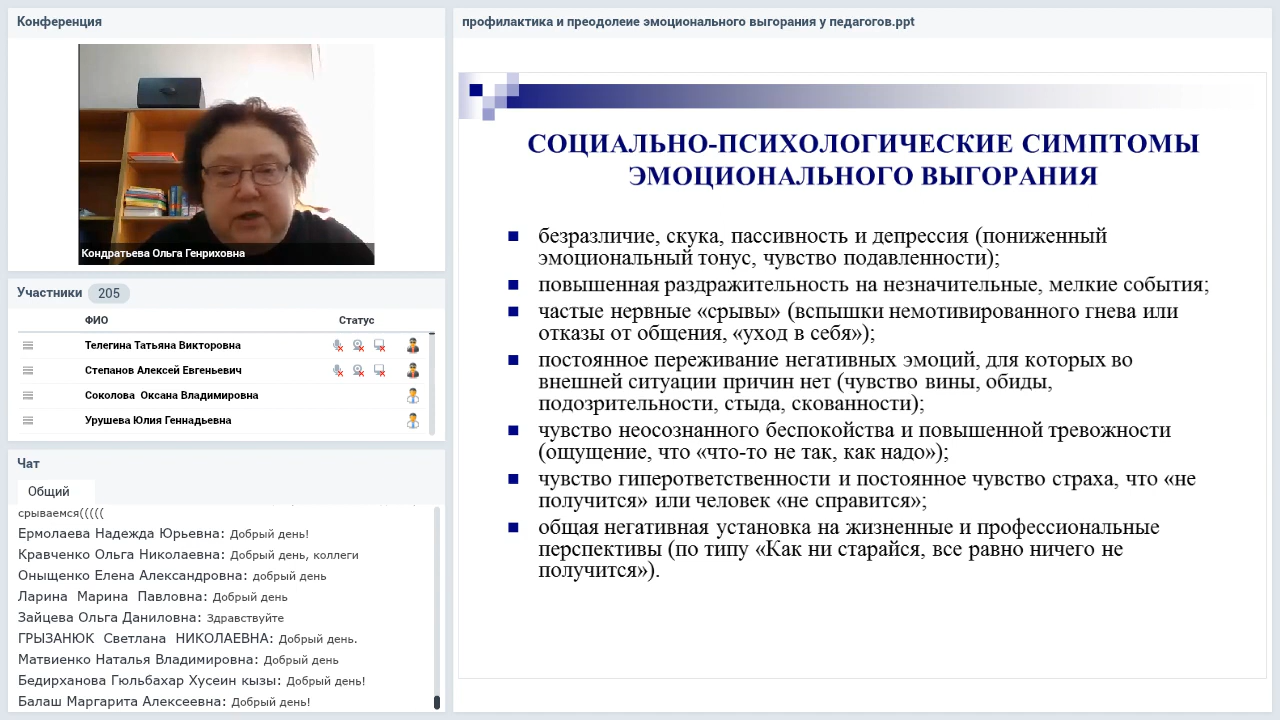 Конференция
Кондратьева Ольга Генриховна
Участники 205
ФИО Статус
Телегина Татьяна Викторовна
Степанов Алексей Евгеньевич
Соколова Оксана Владимировна
Урушева Юлия Геннадьевна
Чат
Общий
срываемся(((((
Ермолаева Надежда Юрьевна: Добрый день!
Кравченко Ольга Николаевна: Добрый день, коллеги
Оныщенко Елена Александровна: добрый день
Ларина Марина Павловна: Добрый день
Зайцева Ольга Даниловна: Здравствуйте
ГРЫЗАНЮК Светлана НИКОЛАЕВНА: Добрый день.
Матвиенко Наталья Владимировна: Добрый день
Бедирханова Гюльбахар Хусеин кызы: Добрый день!
Балаш Маргарита Алексеевна: Добрый день!
профилактика и преодолеие эмоционального выгорания у педагогов.ppt
СОЦИАЛЬНО-ПСИХОЛОГИЧЕСКИЕ СИМПТОМЫ
ЭМОЦИОНАЛЬНОГО ВЫГОРАНИЯ
безразличие, скука, пассивность и депрессия (пониженный
эмоциональный тонус, чувство подавленности);
повышенная раздражительность на незначительные, мелкие события;
частые нервные «срывы» (вспышки немотивированного гнева или
отказы от общения, «уход в себя»);
постоянное переживание негативных эмоций, для которых во
внешней ситуации причин нет (чувство вины, обиды,
подозрительности, стыда, скованности);
чувство неосознанного беспокойства и повышенной тревожности
(ощущение, что «что-то не так, как надо»);
чувство гиперответственности и постоянное чувство страха, что «не
получится» или человек «не справится»;
общая негативная установка на жизненные и профессиональные
перспективы (по типу «Как ни старайся, все равно ничего не
получится»).